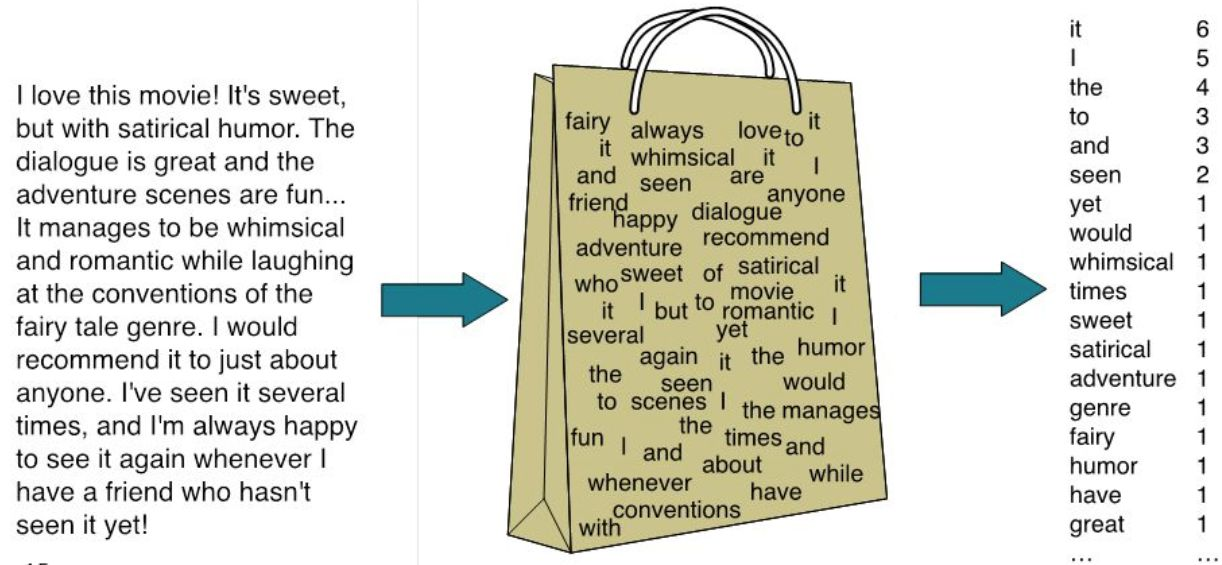 I love this movie! It's sweet,
but with satirical humor. The
dialogue is great and the
adventure scenes are fun...
It manages to be whimsical
and romantic while laughing
at the conventions of the
fairy tale genre. I would
recommend it to just about
anyone. I've seen it several
times, and I'm always happy
to see it again whenever I
have a friend who hasn't
seen it yet!
fairy always love to it
it whimsical it I
and seen are anyone
friend happy dialogue
adventure recommend
who sweet of satirical
it I but to movie it
romantic I
several yet
again it the humor
the seen would
to scenes I the manages
fun I and the times and
about while
whenever have
conventions
with
it 6
I 5
the 4
to 3
and 3
seen 2
yet 1
would 1
whimsical 1
times 1
sweet 1
satirical 1
adventure 1
genre 1
fairy 1
humor 1
have 1
great 1
... ...